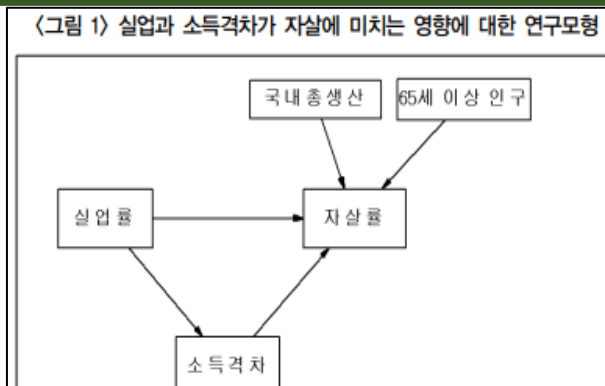 〈그림 1〉 실업과 소득격차가 자살에 미치는 영향에 대한 연구모형
국내총생산
65세 이상 인구
실업률
자살률
소득격차